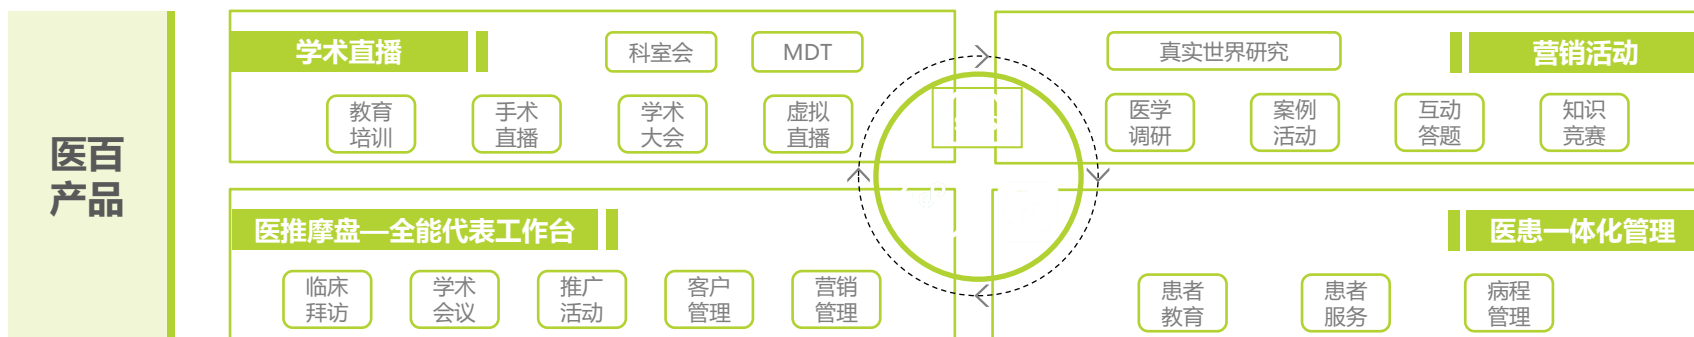 医百
产品
学术直播
科室会
MDT
教育
培训
手术
直播
学术
大会
虚拟
直播
真实世界研究
营销活动
医学
调研
案例
活动
互动
答题
知识
竞赛
医推摩盘—全能代表工作台
临床
拜访
学术
会议
推广
活动
客户
管理
营销
管理
医患一体化管理
患者
教育
患者
服务
病程
管理